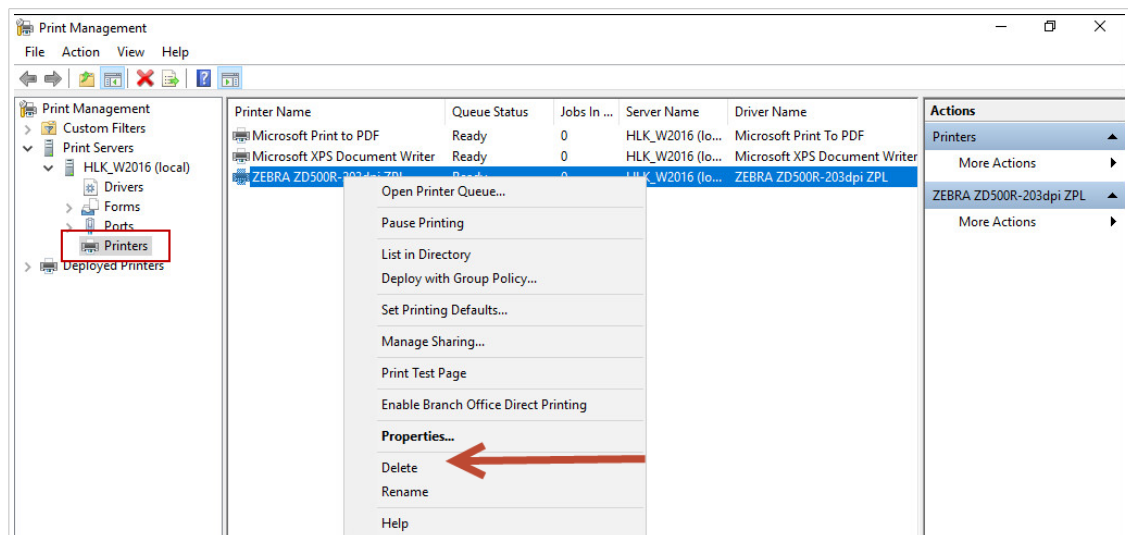 Print Management
File Action View Help
Print Management
Custom Filters
Print Servers
HLK_W2016 (local)
Drivers
Forms
Ports
Printers
Deployed Printers
Printer Name Queue Status Jobs In ... Server Name Driver Name
Microsoft Print to PDF Ready 0 HLK_W2016 (lo... Microsoft Print To PDF
Microsoft XPS Document Writer Ready 0 HLK_W2016 (lo... Microsoft XPS Document Writer
ZEBRA ZD500R-203dpi ZPL Ready 0 HLK_W2016 (lo... ZEBRA ZD500R-203dpi ZPL
Open Printer Queue...
Pause Printing
List in Directory
Deploy with Group Policy...
Set Printing Defaults...
Manage Sharing...
Print Test Page
Enable Branch Office Direct Printing
Properties...
Delete
Rename
Help
Actions
Printers
More Actions
ZEBRA ZD500R-203dpi ZPL
More Actions